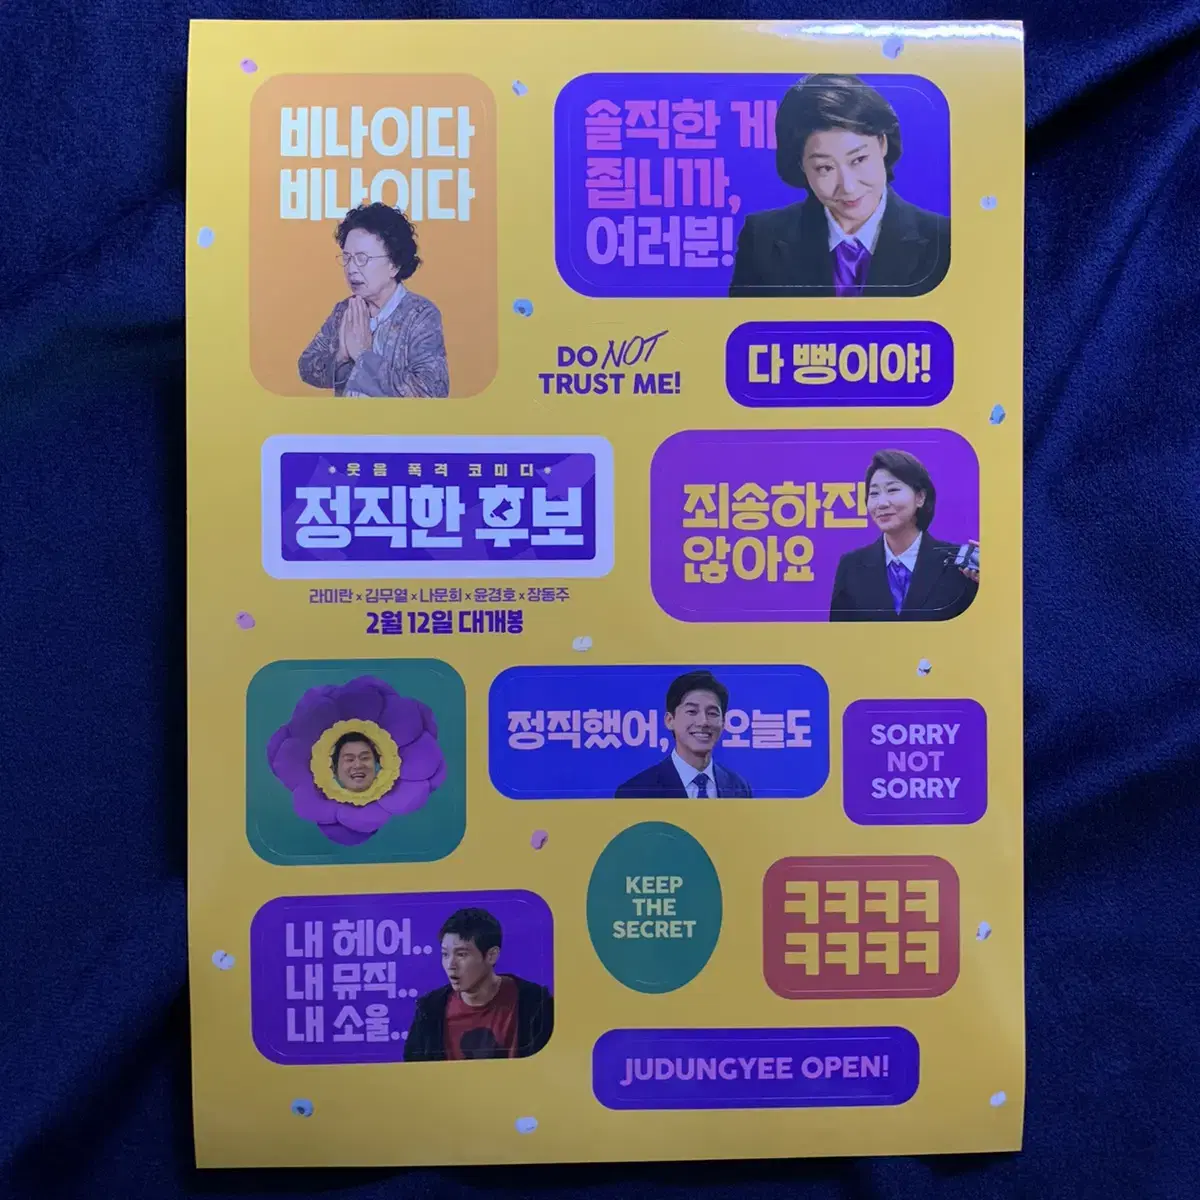 비나이다
비나이다
솔직한 게
죕니까,
여러분!
DO NOT
TRUST ME!
다 뻥이야!
웃음 폭격 코미디
정직한 후보
라미란 x 김무열 x 나문희 x 윤경호 x 장동주
2월 12일 대개봉
죄송하진
않아요
정직했어, 오늘도
SORRY
NOT
SORRY
KEEP
THE
SECRET
ㅋㅋㅋㅋ
ㅋㅋㅋㅋ
내 헤어..
내 뮤직..
내 소울..
JUDUNGYEE OPEN!